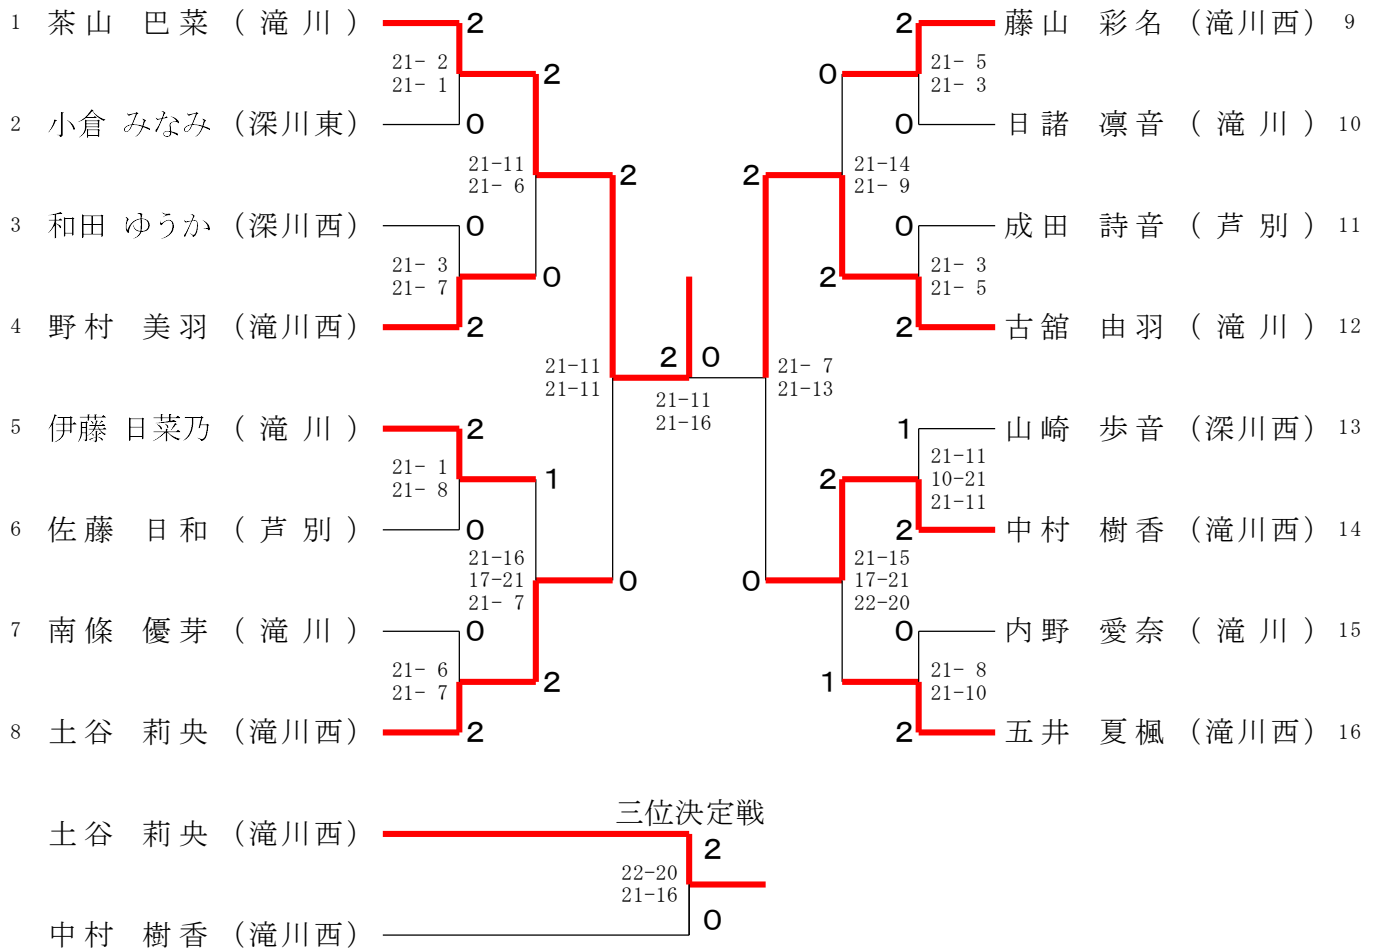 1 茶山 巴菜 (滝川) 2 2 藤山 彩名 (滝川西) 9
21- 2 21- 5
2 0
21- 1 21- 3
2 小倉 みなみ (深川東) 0 0 日諸 凛音 (滝川) 10
21-11 21-14
2 2
21- 6 21- 9
3 和田 ゆうか (深川西) 0 0 成田 詩音 (芦別) 11
21- 3 21- 3
0 2
21- 7 21- 5
4 野村 美羽 (滝川西) 2 2 古舘 由羽 (滝川) 12
2 0
21-11 21- 7
21-11 21-13
21-11
21-16
5 伊藤 日菜乃 (滝川) 2 1 山崎 歩音 (深川西) 13
21- 1 21-11
1 2 10-21
21- 8 21-11
6 佐藤 日和 (芦別) 0 2 中村 樹香 (滝川西) 14
21-16 21-15
17-21 0 0 17-21
21- 7 22-20
7 南條 優芽 (滝川) 0 0 内野 愛奈 (滝川) 15
21- 6 21- 8
2 1
21- 7 21-10
8 土谷 莉央 (滝川西) 2 2 五井 夏楓 (滝川西) 16
三位決定戦
土谷 莉央 (滝川西)
2
22-20
21-16
0
中村 樹香 (滝川西)